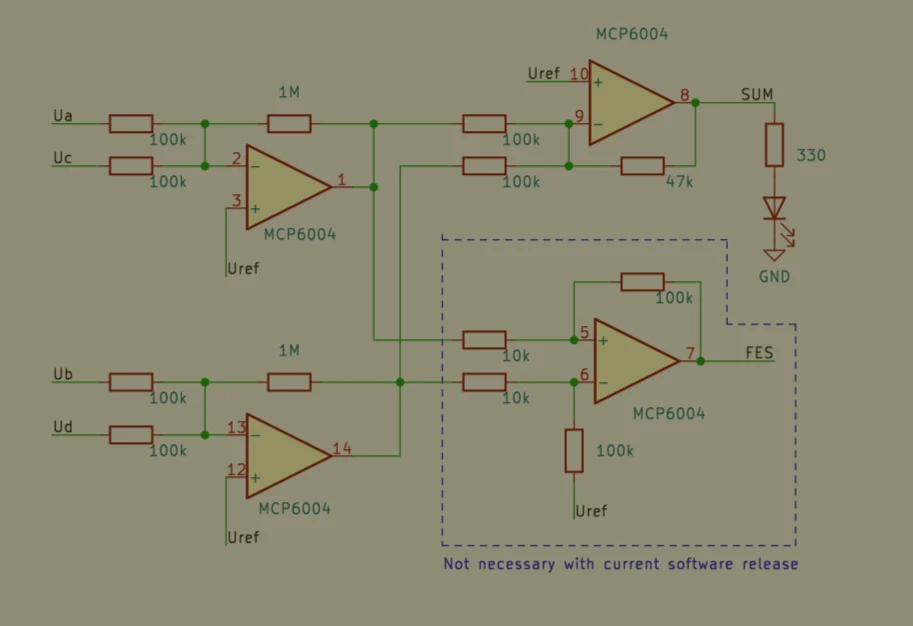 MCP6004
Uref 10
+
8
SUM
1M
Ua
100k
9
−
100k
330
Uc
100k
2
−
1
100k
47k
3
+
MCP6004
Uref
GND
100k
5
+
10k
1M
7
FES
Ub
100k
6
−
10k
MCP6004
Ud
100k
13
−
14
100k
12
+
MCP6004
Uref
Uref
Not necessary with current software release